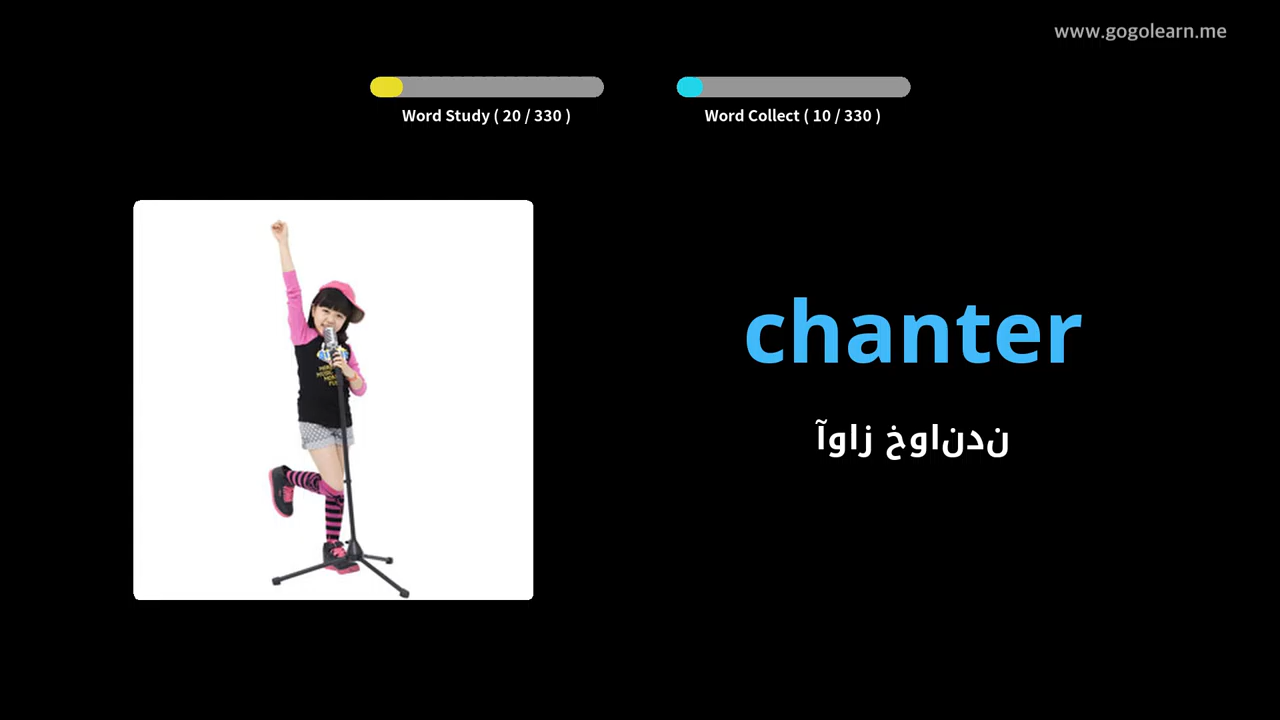 www.gogolearn.me
Word Study ( 20 / 330 )
Word Collect ( 10 / 330 )
chanter
آواز خواندن